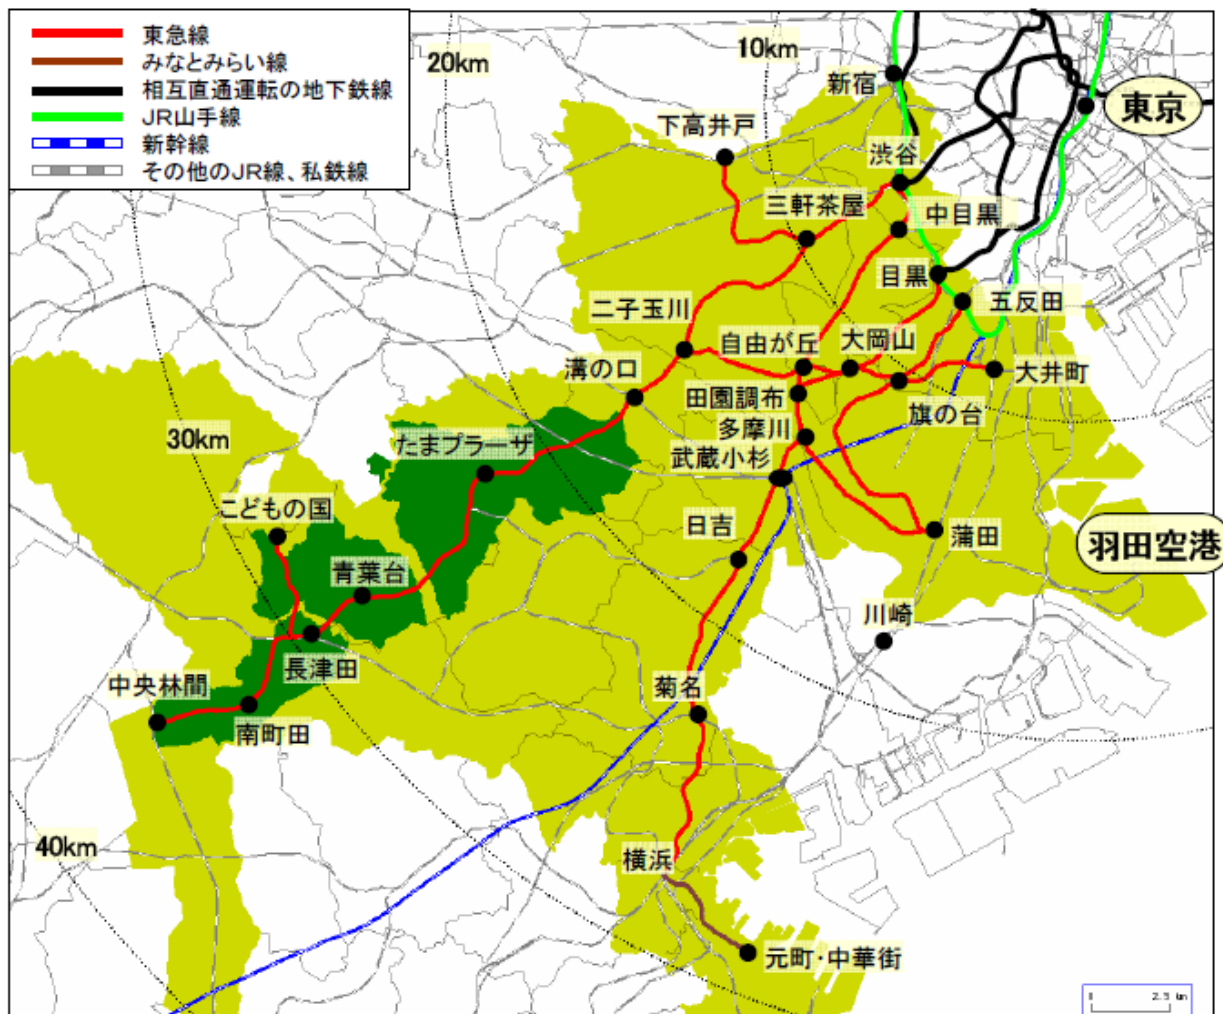 東急線
みなとみらい線
相互直通運転の地下鉄線
JR山手線
新幹線
その他のJR線、私鉄線
10km
20km
新宿
東京
下高井戸
渋谷
三軒茶屋
中目黒
目黒
二子玉川
五反田
自由が丘
大岡山
溝の口
大井町
田園調布
旗の台
30km
多摩川
たまプラーザ
武蔵小杉
こどもの国
日吉
蒲田
羽田空港
青葉台
川崎
長津田
中央林間
菊名
南町田
40km
横浜
元町・中華街
2.5 km